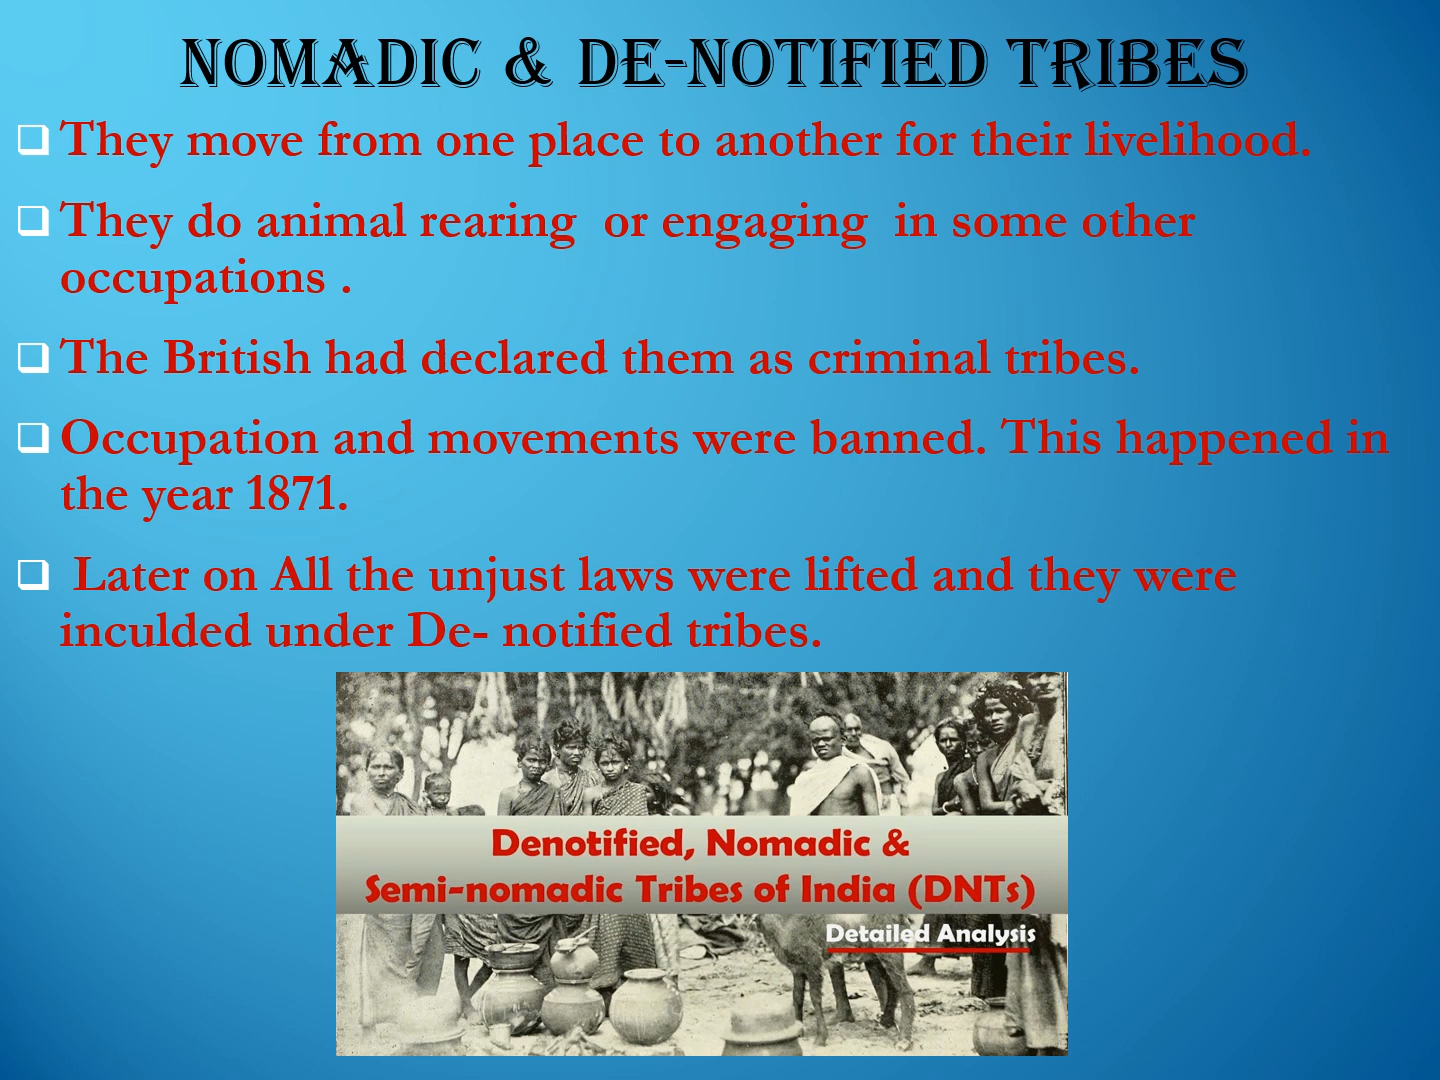 NOMADIC & DE-NOTIFIED TRIBES
They move from one place to another for their livelihood.
They do animal rearing  or engaging  in some other
occupations .
The British had declared them as criminal tribes.
Occupation and movements were banned. This happened in
the year 1871.
Later on All the unjust laws were lifted and they were
inculded under De- notified tribes.
Denotified, Nomadic &
Semi-nomadic Tribes of India (DNTs)
Detailed Analysis